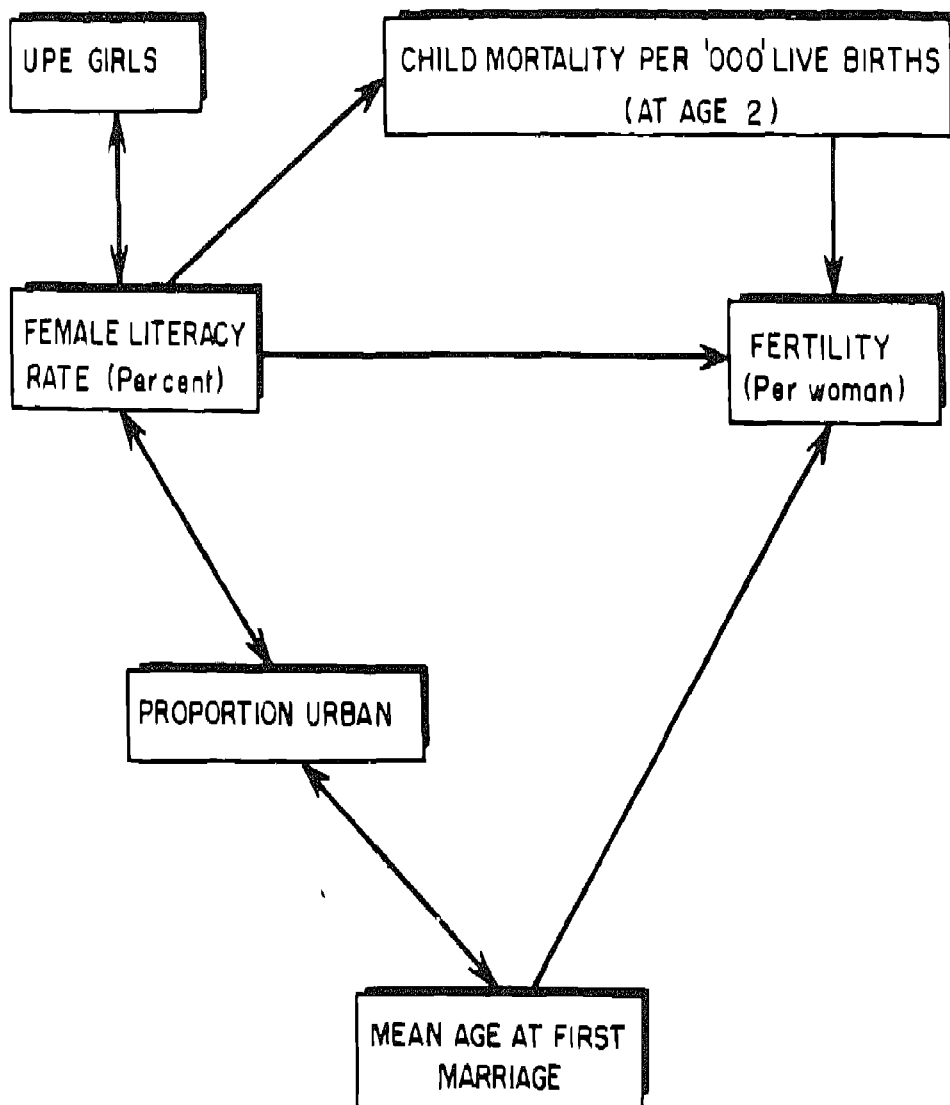 UPE GIRLS
CHILD MORTALITY PER '000' LIVE BIRTHS
(AT AGE 2)
FEMALE LITERACY
RATE (Percent)
FERTILITY
(Per woman)
PROPORTION URBAN
MEAN AGE AT FIRST
MARRIAGE